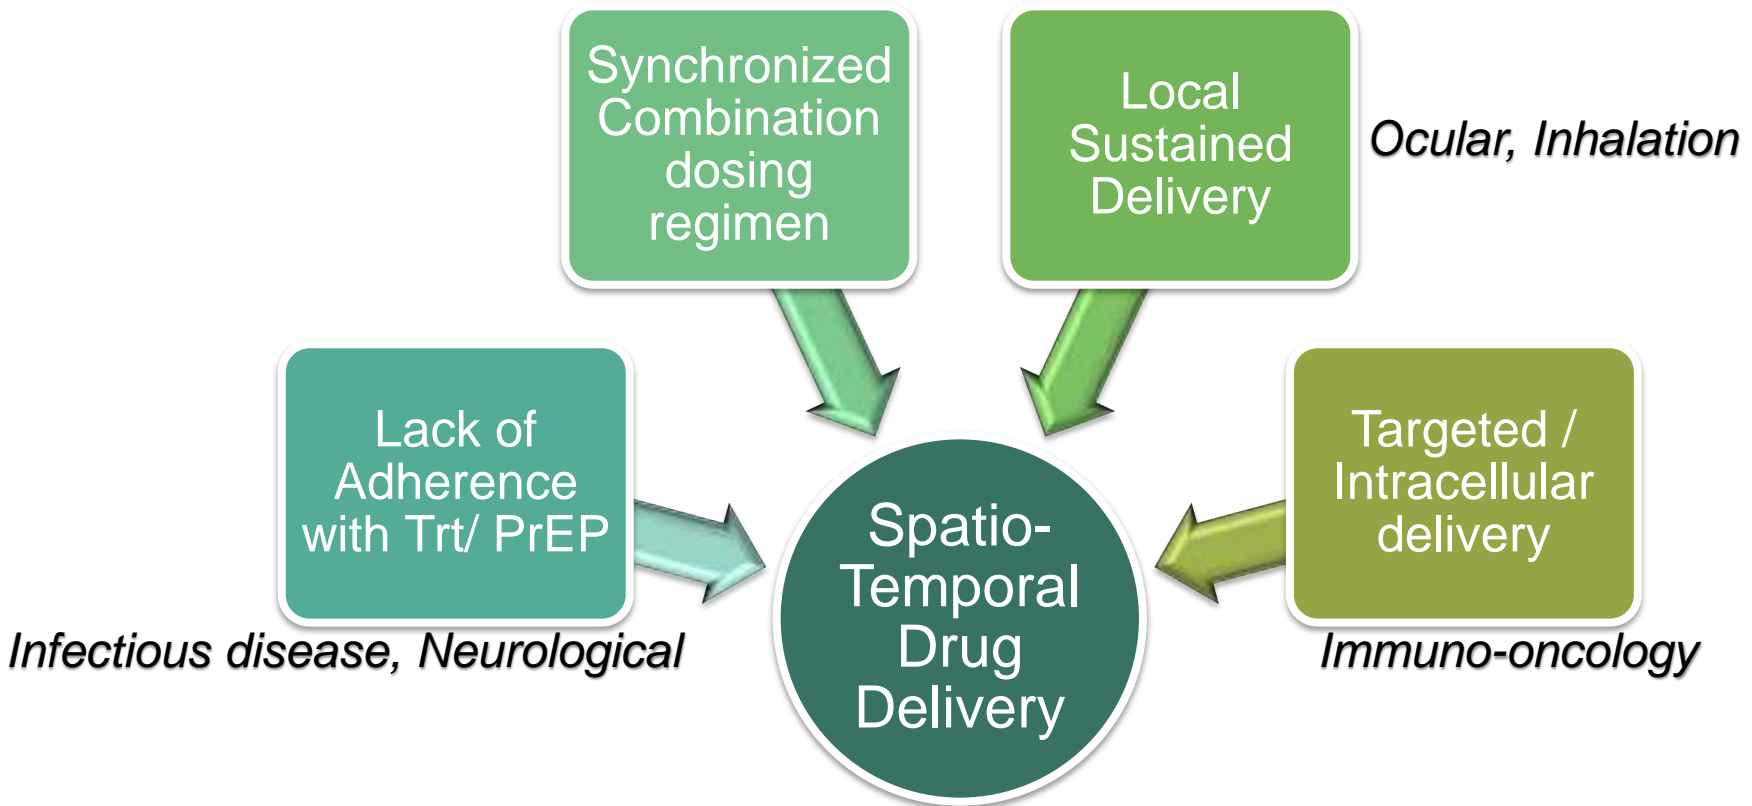 Synchronized
Combination
dosing
regimen
Local
Sustained
Delivery
Ocular, Inhalation
Lack of
Adherence
with Trt/ PrEP
Infectious disease, Neurological
Targeted /
Intracellular
delivery
Immuno-oncology
Spatio-
Temporal
Drug
Delivery